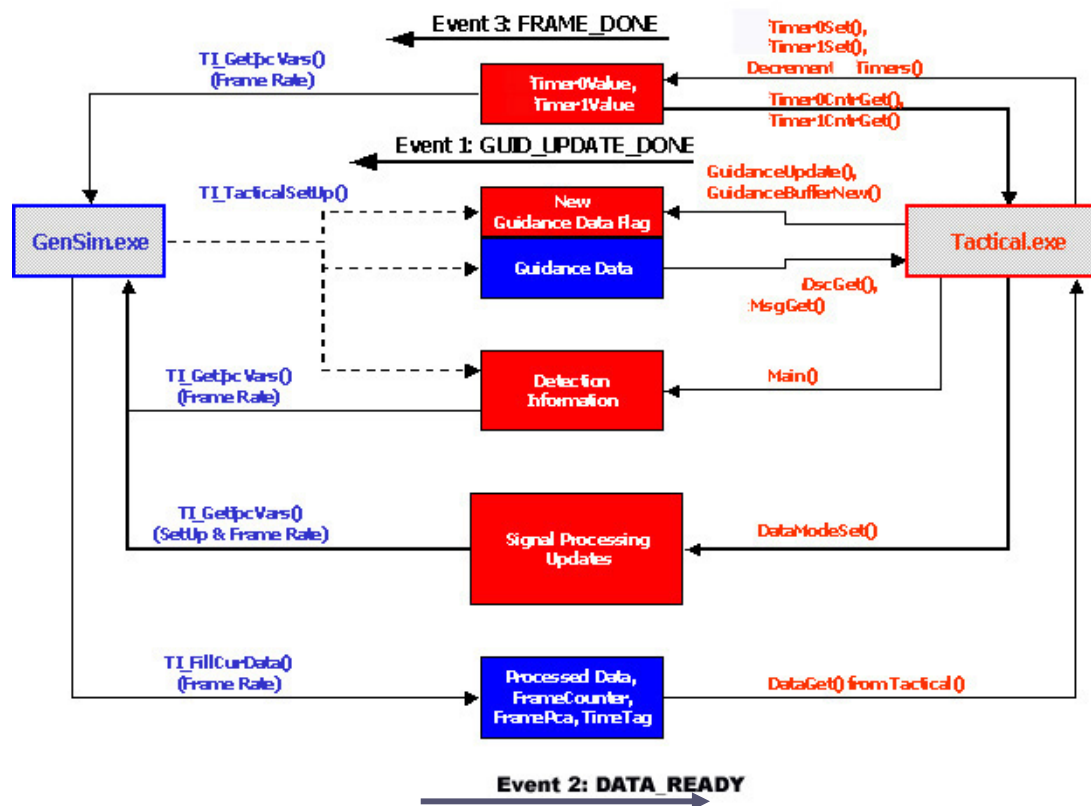 Event 3: FRAME_DONE
Timer0Set(),
Timer1Set(),
Decrement Timers()
TI_GetIpcVars()
(Frame Rate)
Timer0Value,
Timer1Value
Timer0CntrGet(),
Timer1CntrGet()
Event 1: GUID_UPDATE_DONE
TI_TacticalSetUp()
New
Guidance Data Flag
GuidanceUpdate(),
GuidanceBufferNew()
GenSim.exe
Tactical.exe
Guidance Data
DscGet(),
MsgGet()
TI_GetIpcVars()
(Frame Rate)
Detection
Information
Main()
TI_GetIpcVars()
(SetUp & Frame Rate)
Signal Processing
Updates
DataModeSet()
TI_FillCurData()
(Frame Rate)
Processed Data,
FrameCounter,
FramePca, TimeTag
DataGet() from Tactical()
Event 2: DATA_READY